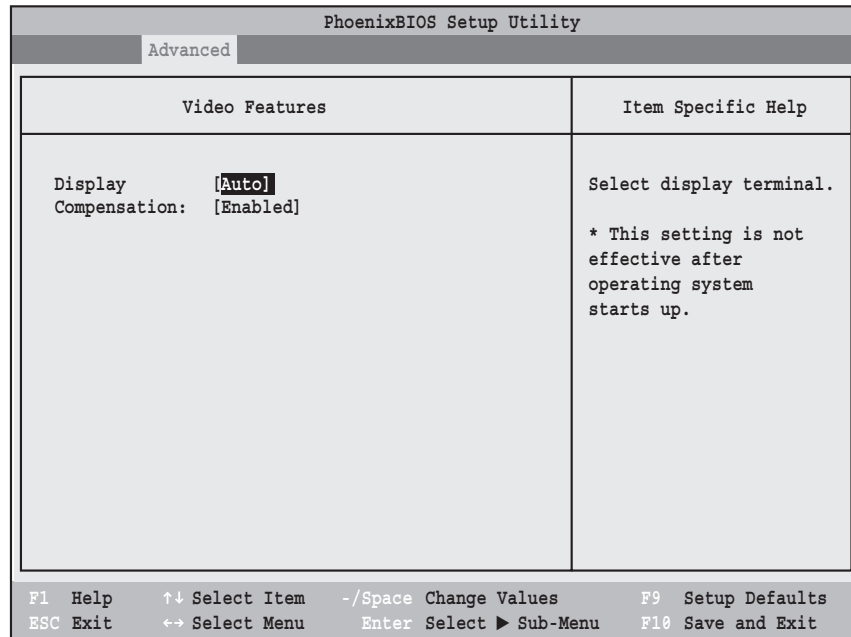 PhoenixBIOS Setup Utility
Advanced
Video Features
Item Specific Help
Display [Auto]
Compensation: [Enabled]
Select display terminal.
* This setting is not
effective after
operating system
starts up.
F1 Help ↑↓ Select Item -/Space Change Values F9 Setup Defaults
ESC Exit ←→ Select Menu Enter Select ▶ Sub-Menu F10 Save and Exit